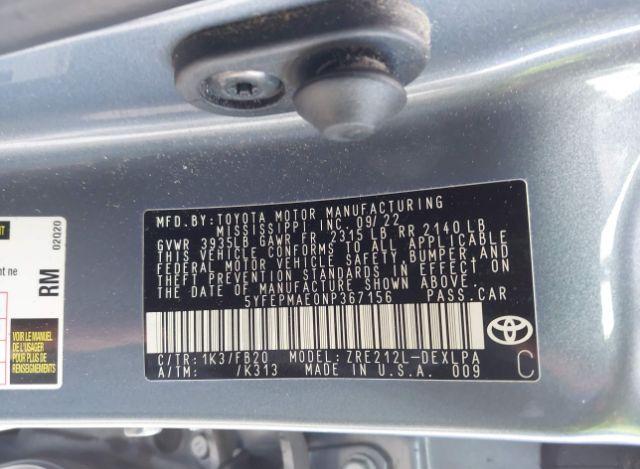 MFD.BY:TOYOTA MOTOR MANUFACTURING
MISSISSIPPI, INC. 09/22
GVWR 3935LB GAWR FR 2315 LB RR 2140 LB
THIS VEHICLE CONFORMS TO ALL APPLICABLE
FEDERAL MOTOR VEHICLE SAFETY, BUMPER, AND
THEFT PREVENTION STANDARDS IN EFFECT ON
THE DATE OF MANUFACTURE SHOWN ABOVE.
5YFEPMAE0NP367156 PASS.CAR
C/TR: 1K3/FB20 MODEL: ZRE212L-DEXLPA
A/TM: /K313 MADE IN U.S.A. 009
TOYOTA
C
RM
02020
nt ne
VOIR LE MANUEL
DE L'USAGER
POUR PLUS DE
RENSEIGNEMENTS